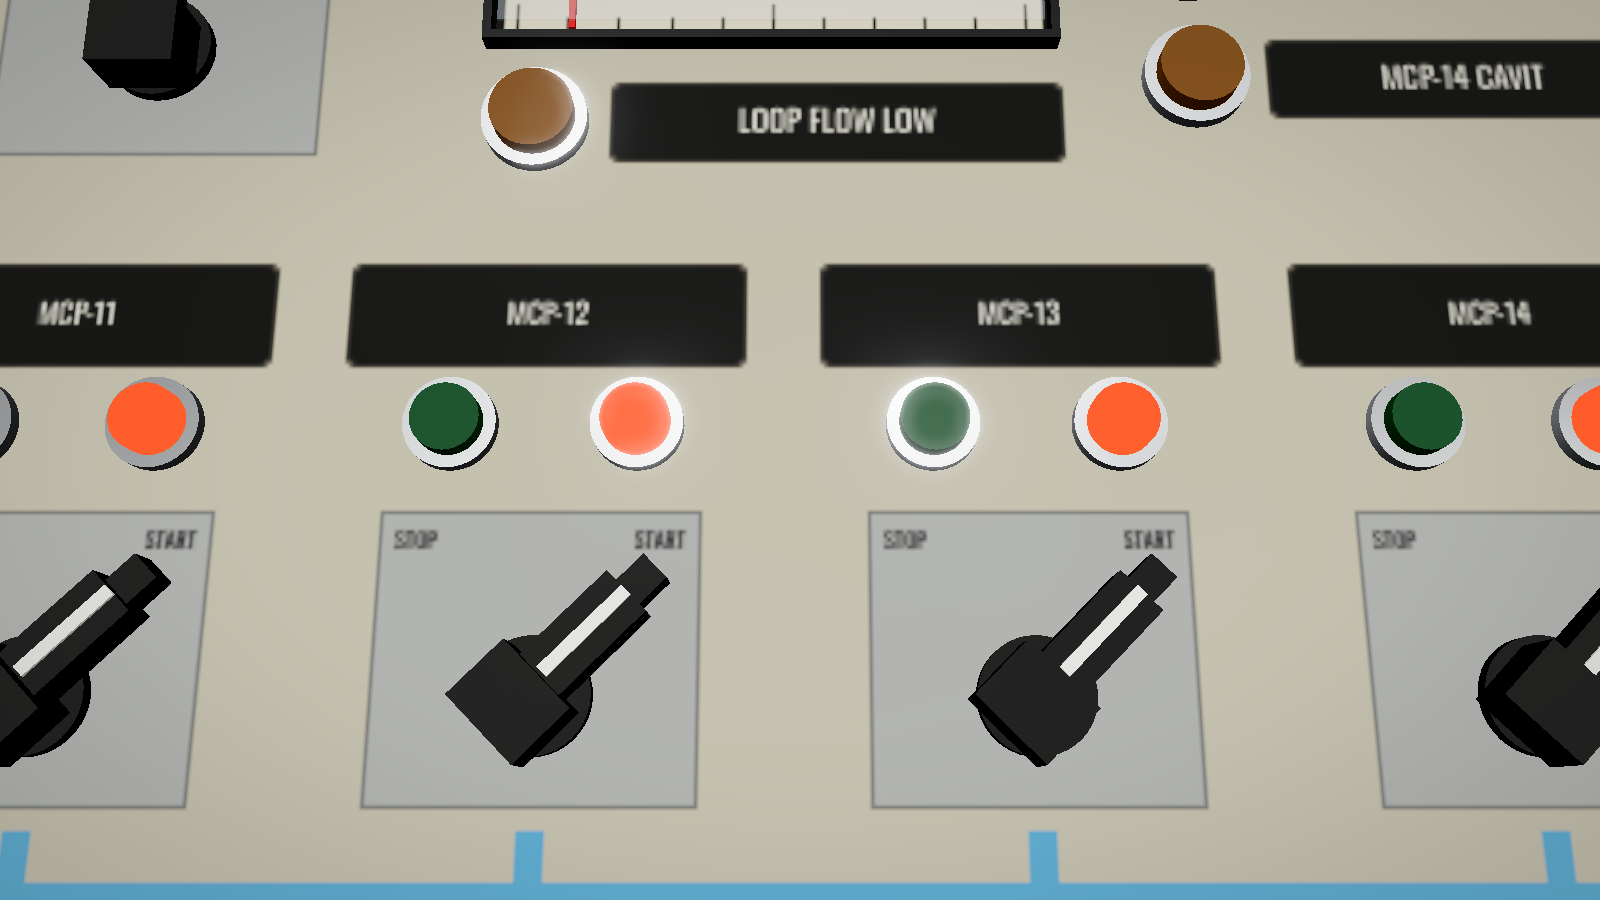 MCP-14 CAVIT
LOOP FLOW LOW
MCP-11
MCP-12
MCP-13
MCP-14
START
STOP
START
STOP
START
STOP